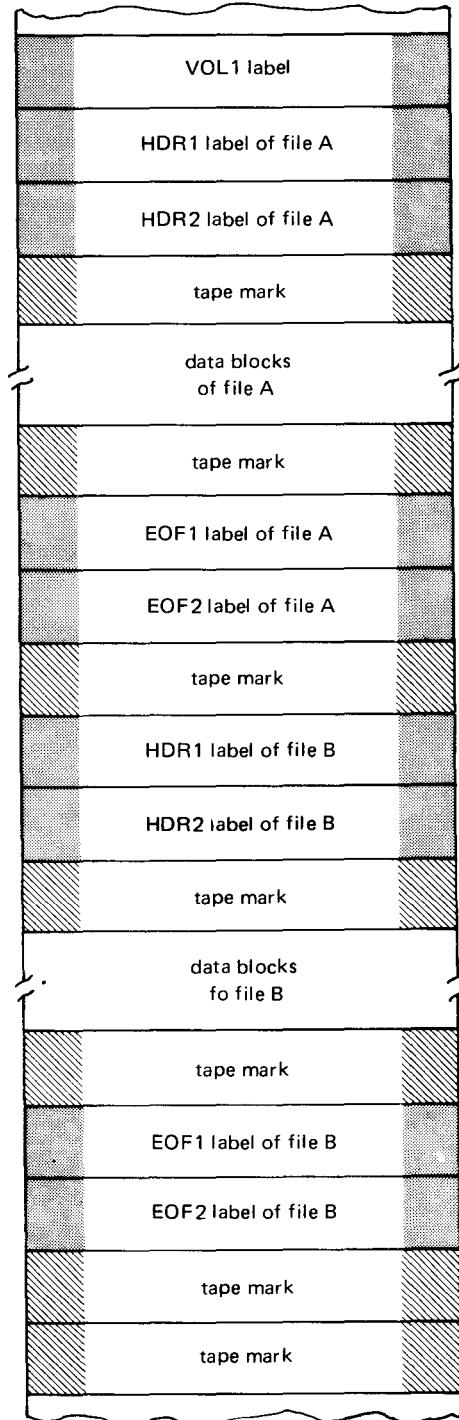 VOL1 label
HDR1 label of file A
HDR2 label of file A
tape mark
data blocks
of file A
tape mark
EOF1 label of file A
EOF2 label of file A
tape mark
HDR1 label of file B
HDR2 label of file B
tape mark
data blocks
fo file B
tape mark
EOF1 label of file B
EOF2 label of file B
tape mark
tape mark